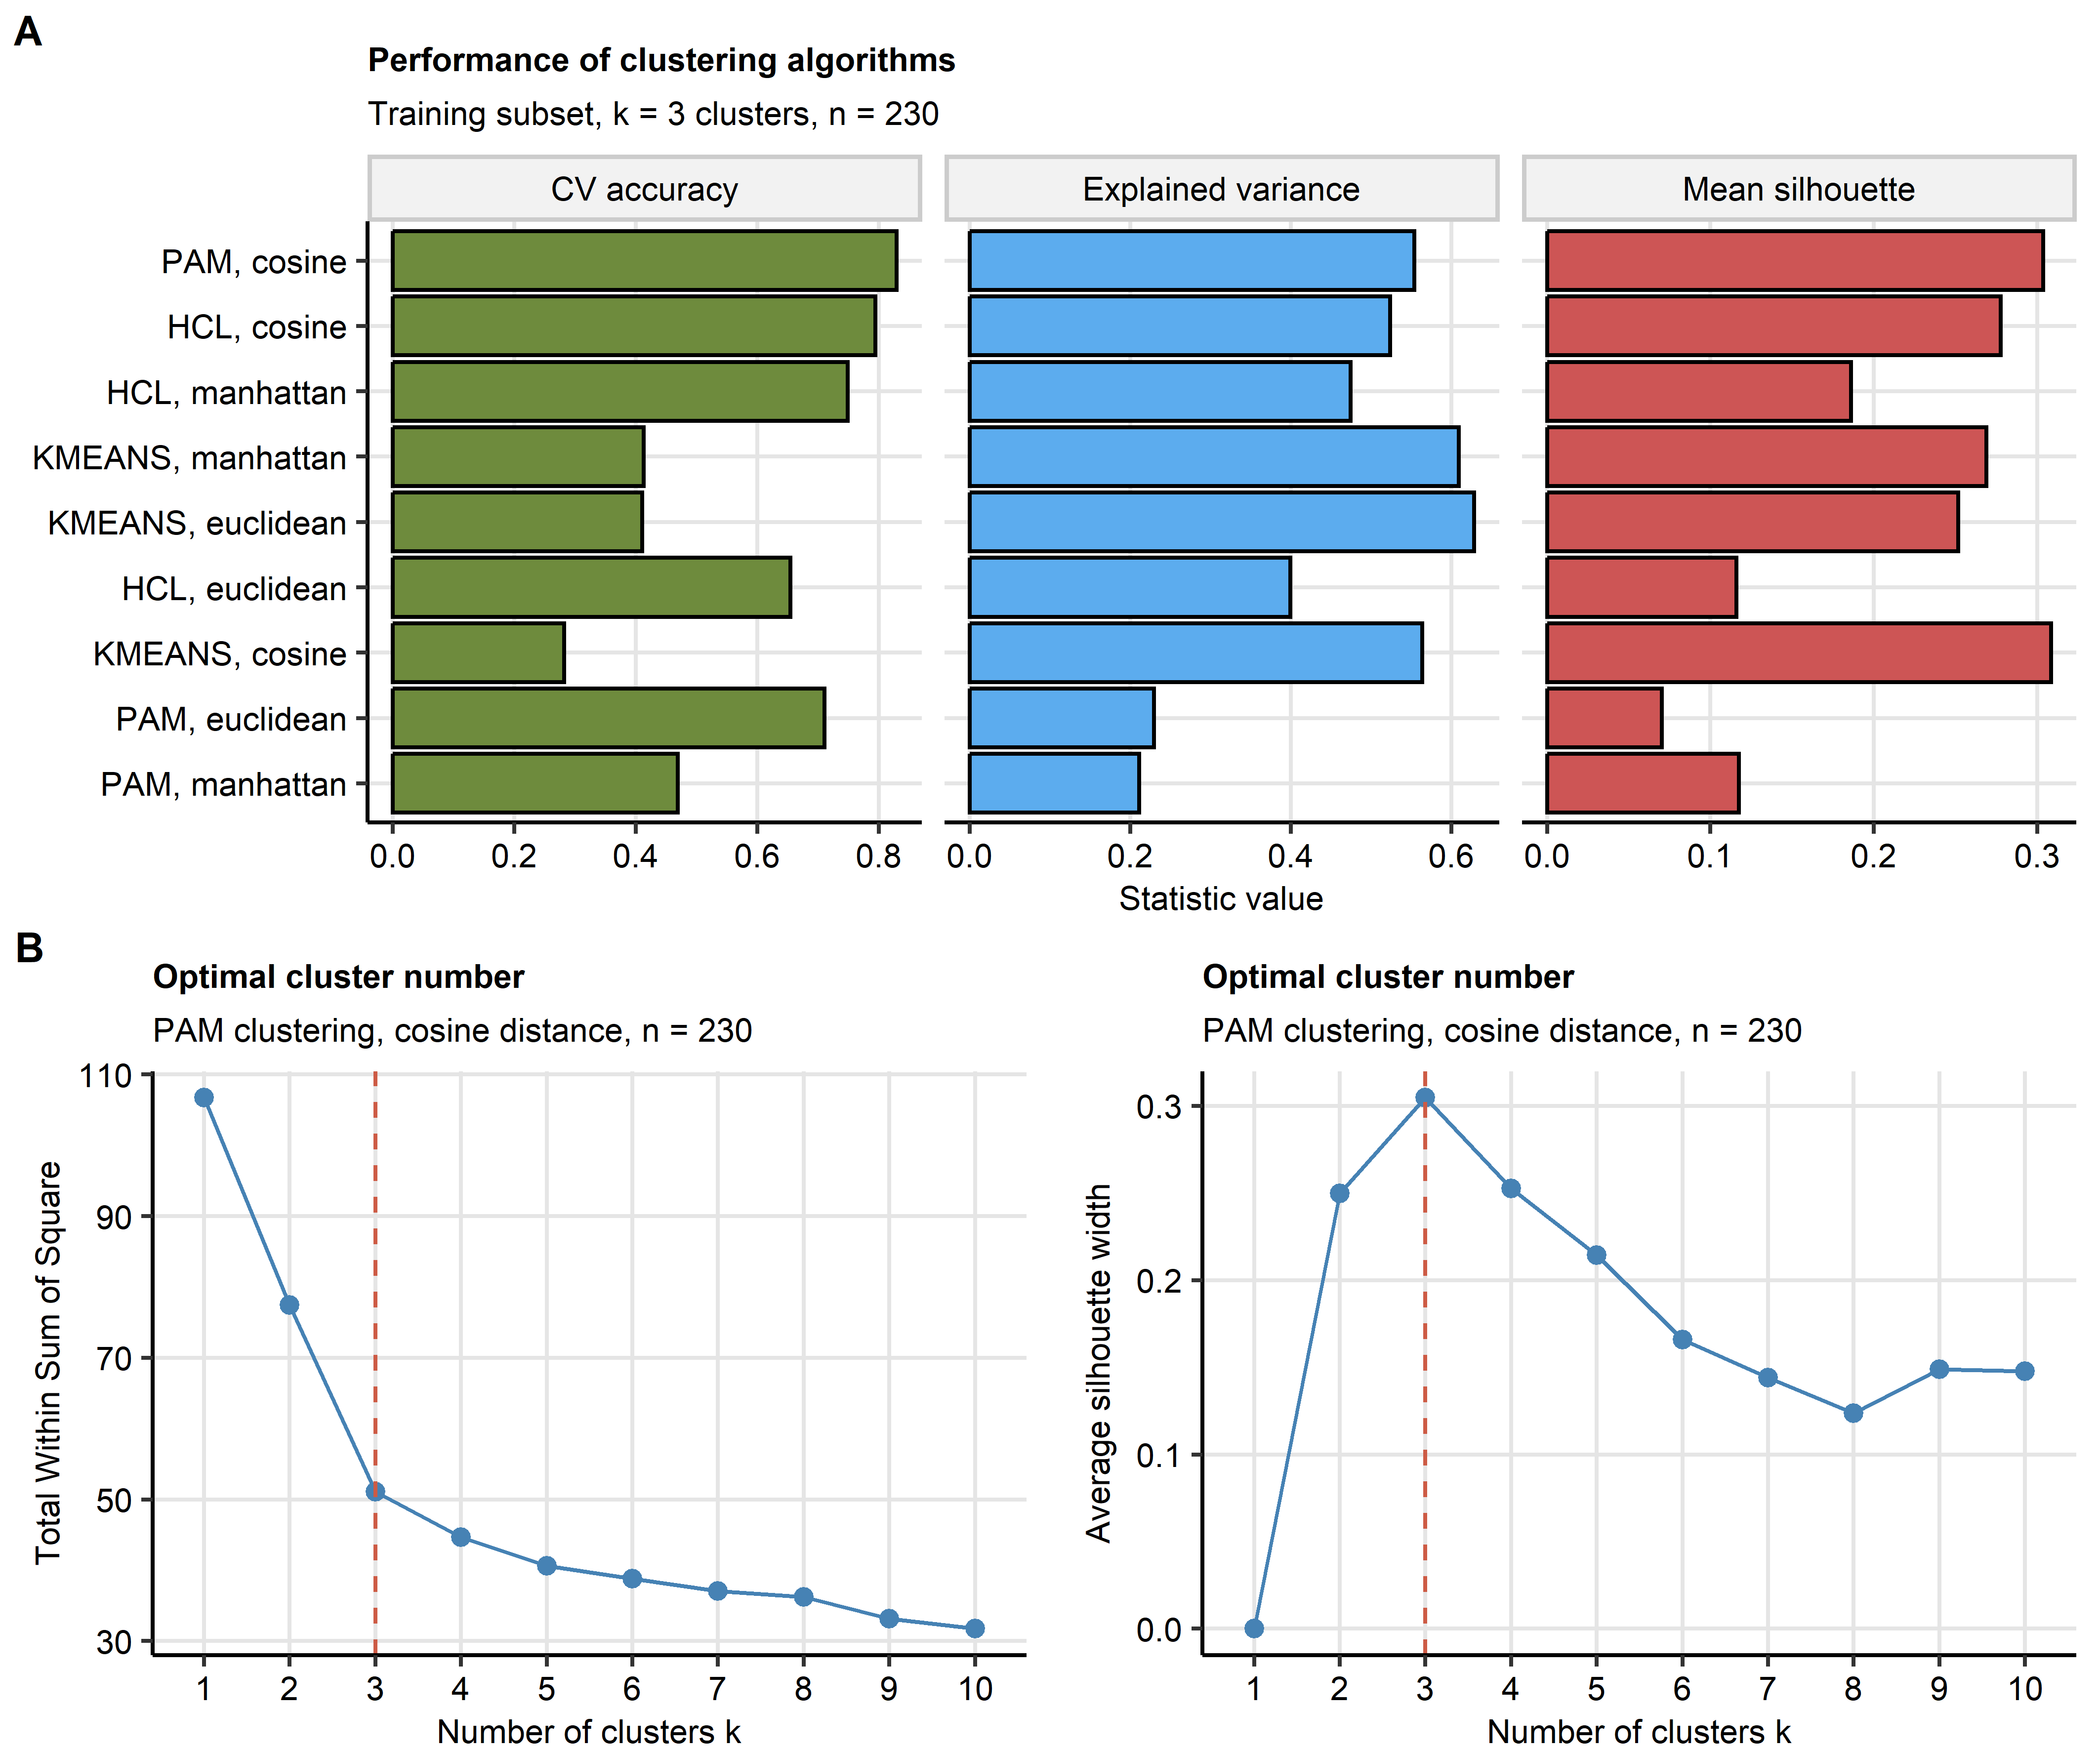 A
Performance of clustering algorithms
Training subset, k = 3 clusters, n = 230
CV accuracy
Explained variance
Mean silhouette
PAM, cosine
HCL, cosine
HCL, manhattan
KMEANS, manhattan
KMEANS, euclidean
HCL, euclidean
KMEANS, cosine
PAM, euclidean
PAM, manhattan
0.0 0.2 0.4 0.6 0.8
0.0 0.2 0.4 0.6
0.0 0.1 0.2 0.3
Statistic value
B
Optimal cluster number
PAM clustering, cosine distance, n = 230
110
90
70
50
30
Total Within Sum of Square
1 2 3 4 5 6 7 8 9 10
Number of clusters k
Optimal cluster number
PAM clustering, cosine distance, n = 230
0.3
0.2
0.1
0.0
Average silhouette width
1 2 3 4 5 6 7 8 9 10
Number of clusters k